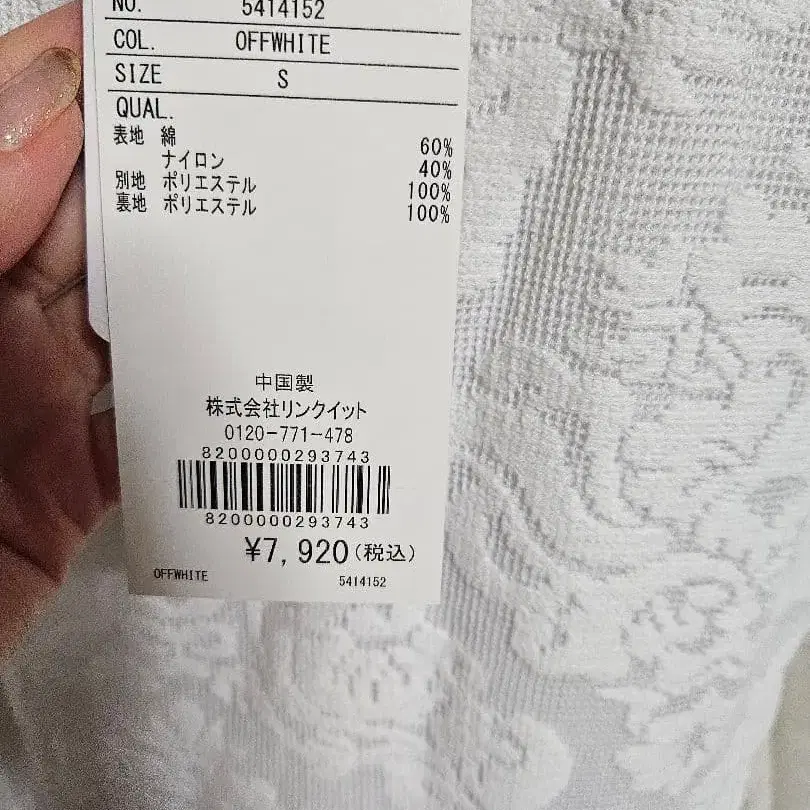 NO. 5414152
COL. OFFWHITE
SIZE S
QUAL.
表地 綿 60%
ナイロン 40%
別地 ポリエステル 100%
裏地 ポリエステル 100%
中国製
株式会社リンクイット
0120-771-478
8200000293743
8200000293743
¥7,920(税込)
OFFWHITE 5414152